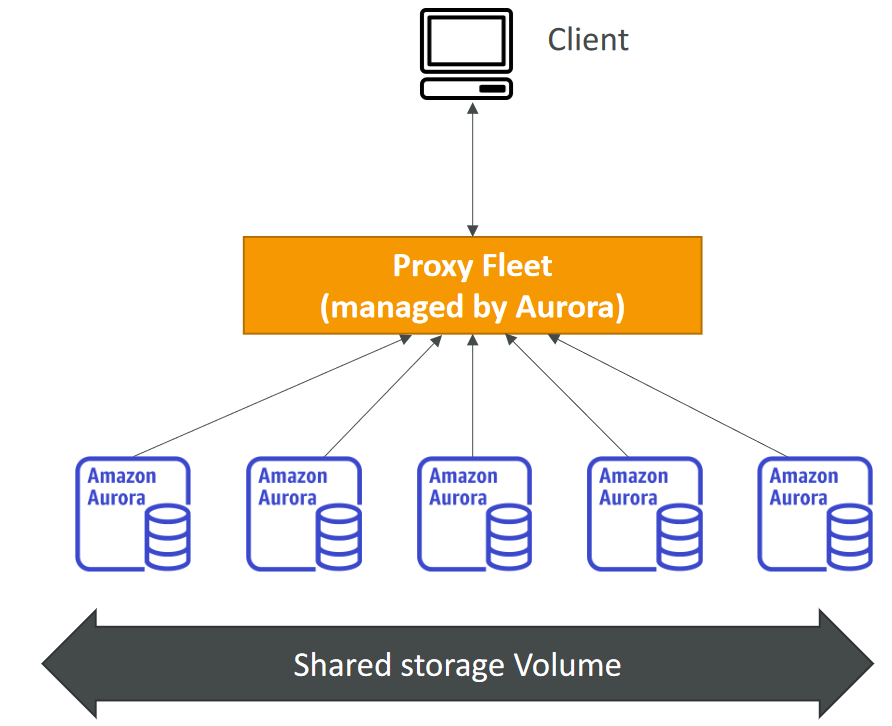 Client
Proxy Fleet
(managed by Aurora)
Amazon
Aurora
Amazon
Aurora
Amazon
Aurora
Amazon
Aurora
Amazon
Aurora
Shared storage Volume